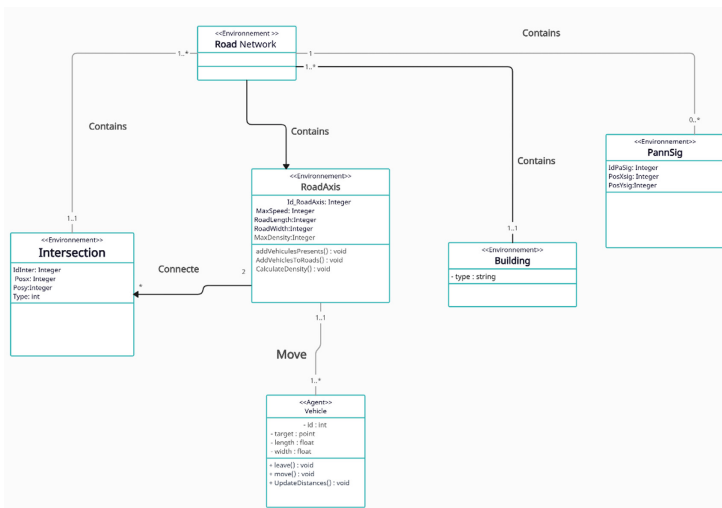 <<Environnement>>
Road Network
1..*
1
1..*
Contains
Contains
Contains
Contains
0..*
1..1
1..1
<<Environnement>>
PannSig
IdPaSig: Integer
PosXsig: Integer
PosYsig:Integer
<<Environnement>>
RoadAxis
Id_RoadAxis: Integer
MaxSpeed: Integer
RoadLength:Integer
RoadWidth:Integer
MaxDensity:Integer
addVehiculesPresents() : void
AddVehiclesToRoads() : void
CalculateDensity() : void
<<Environnement>>
Intersection
IdInter: Integer
Posx: Integer
Posy:Integer
Type: int
Connecte
*
2
<<Environnement>>
Building
- type : string
1..1
Move
1..*
<<Agent>>
Vehicle
- id : int
- target : point
- length : float
- width : float
+ leave() : void
+ move() : void
+ UpdateDistances() : void